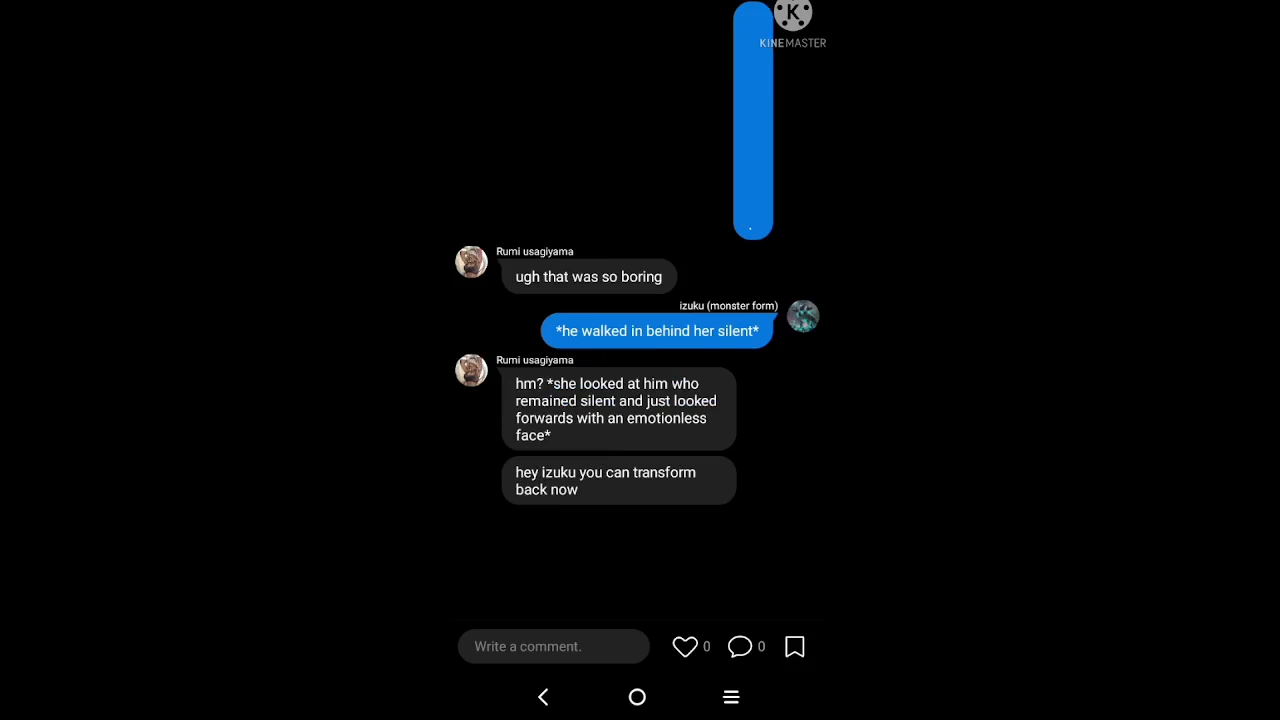 K
KINEMASTER
.
Rumi usagiyama
ugh that was so boring
izuku (monster form)
*he walked in behind her silent*
Rumi usagiyama
hm? *she looked at him who
remained silent and just looked
forwards with an emotionless
face*
hey izuku you can transform
back now
Write a comment.
0
0